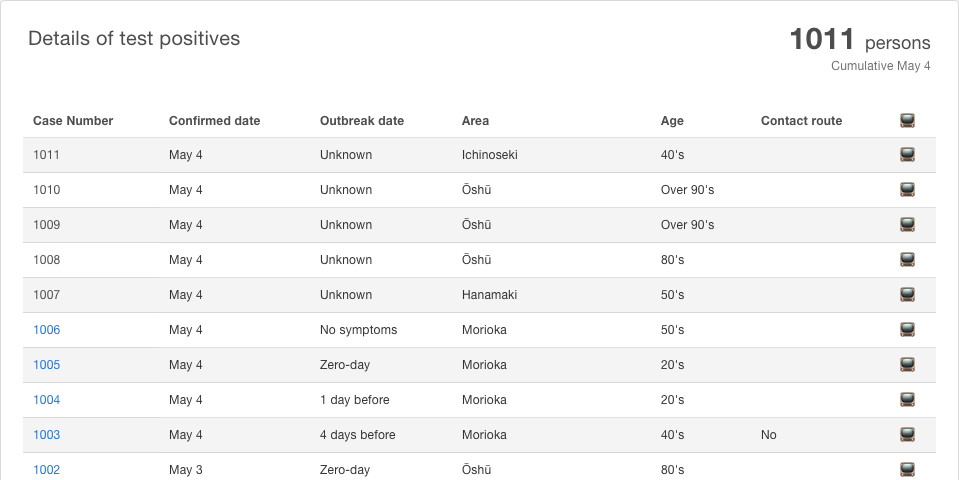 Details of test positives
1011 persons
Cumulative May 4
Case Number Confirmed date Outbreak date Area Age Contact route
1011 May 4 Unknown Ichinoseki 40's
1010 May 4 Unknown Ōshū Over 90's
1009 May 4 Unknown Ōshū Over 90's
1008 May 4 Unknown Ōshū 80's
1007 May 4 Unknown Hanamaki 50's
1006 May 4 No symptoms Morioka 50's
1005 May 4 Zero-day Morioka 20's
1004 May 4 1 day before Morioka 20's
1003 May 4 4 days before Morioka 40's No
1002 May 3 Zero-day Ōshū 80's